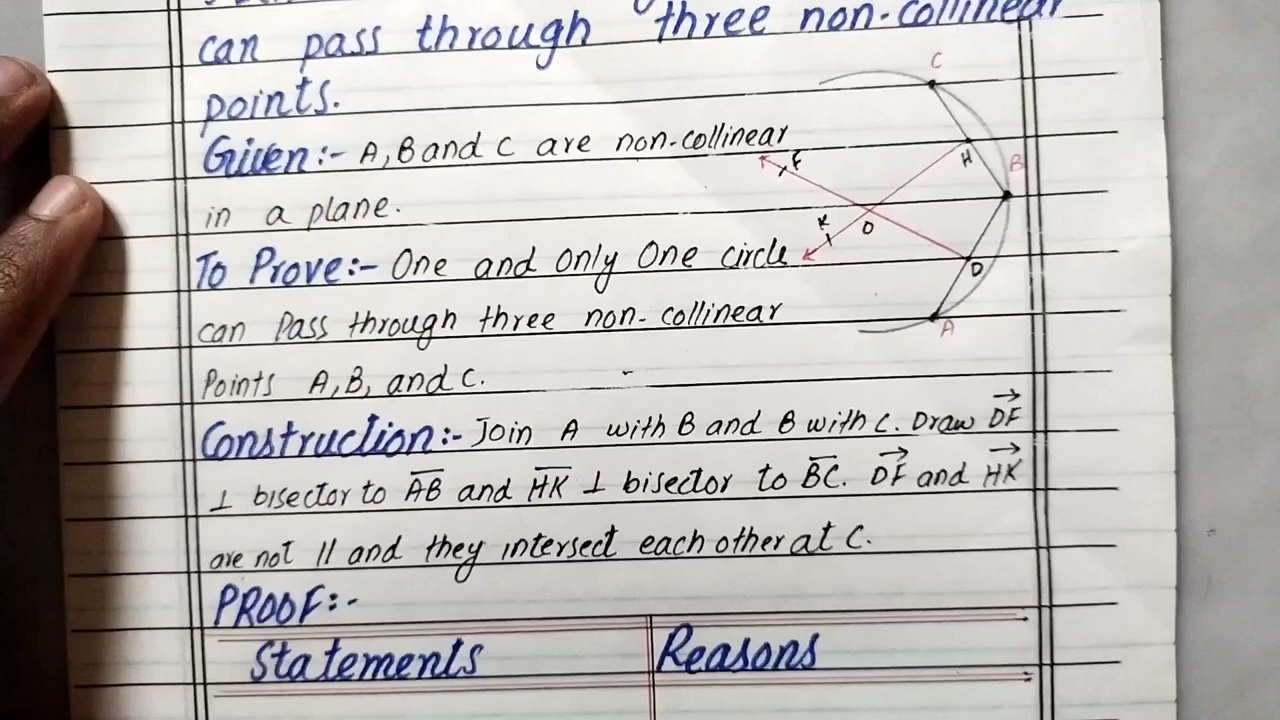 can pass through three non-collinear
points.
Given:- A, B and C are non-collinear
in a plane.
To Prove:- One and only One circle
can Pass through three non-collinear
Points A, B, and C.
Construction:- Join A with B and B with C. Draw DF
⊥ bisector to AB and HK ⊥ bisector to BC. DF and HK
are not || and they intersect each other at C.
PROOF:-
Statements
Reasons
C
H
B
F
K
O
D
A